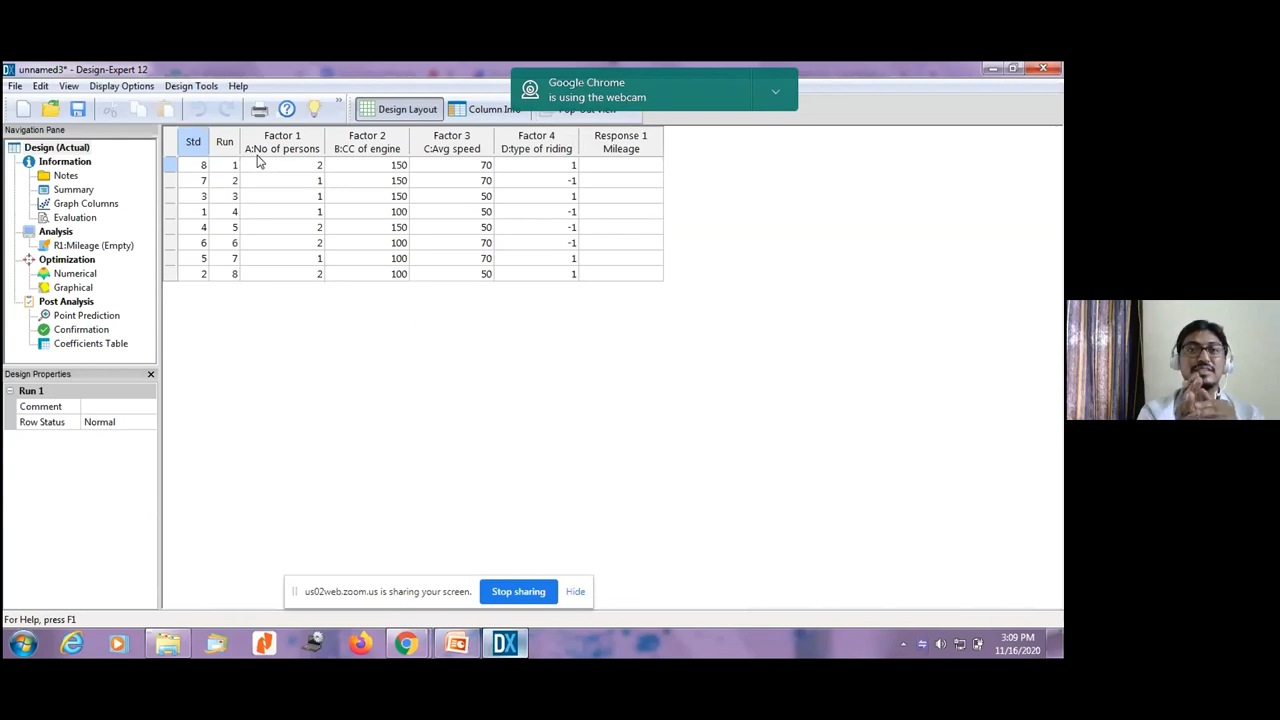 unnamed3* - Design-Expert 12
File Edit View Display Options Design Tools Help
Google Chrome
is using the webcam
» Design Layout Column Info Pop-Out View
Navigation Pane
Design (Actual)
Information
Notes
Summary
Graph Columns
Evaluation
Analysis
R1:Mileage (Empty)
Optimization
Numerical
Graphical
Post Analysis
Point Prediction
Confirmation
Coefficients Table
Design Properties
Run 1
Comment
Row Status Normal
Std Run Factor 1 A:No of persons Factor 2 B:CC of engine Factor 3 C:Avg speed Factor 4 D:type of riding Response 1 Mileage
8 1 2 150 70 1
7 2 1 150 70 -1
3 3 1 150 50 1
1 4 1 100 50 -1
4 5 2 150 50 -1
6 6 2 100 70 -1
5 7 1 100 70 1
2 8 2 100 50 1
us02web.zoom.us is sharing your screen. Stop sharing Hide
For Help, press F1
DX
3:09 PM
11/16/2020